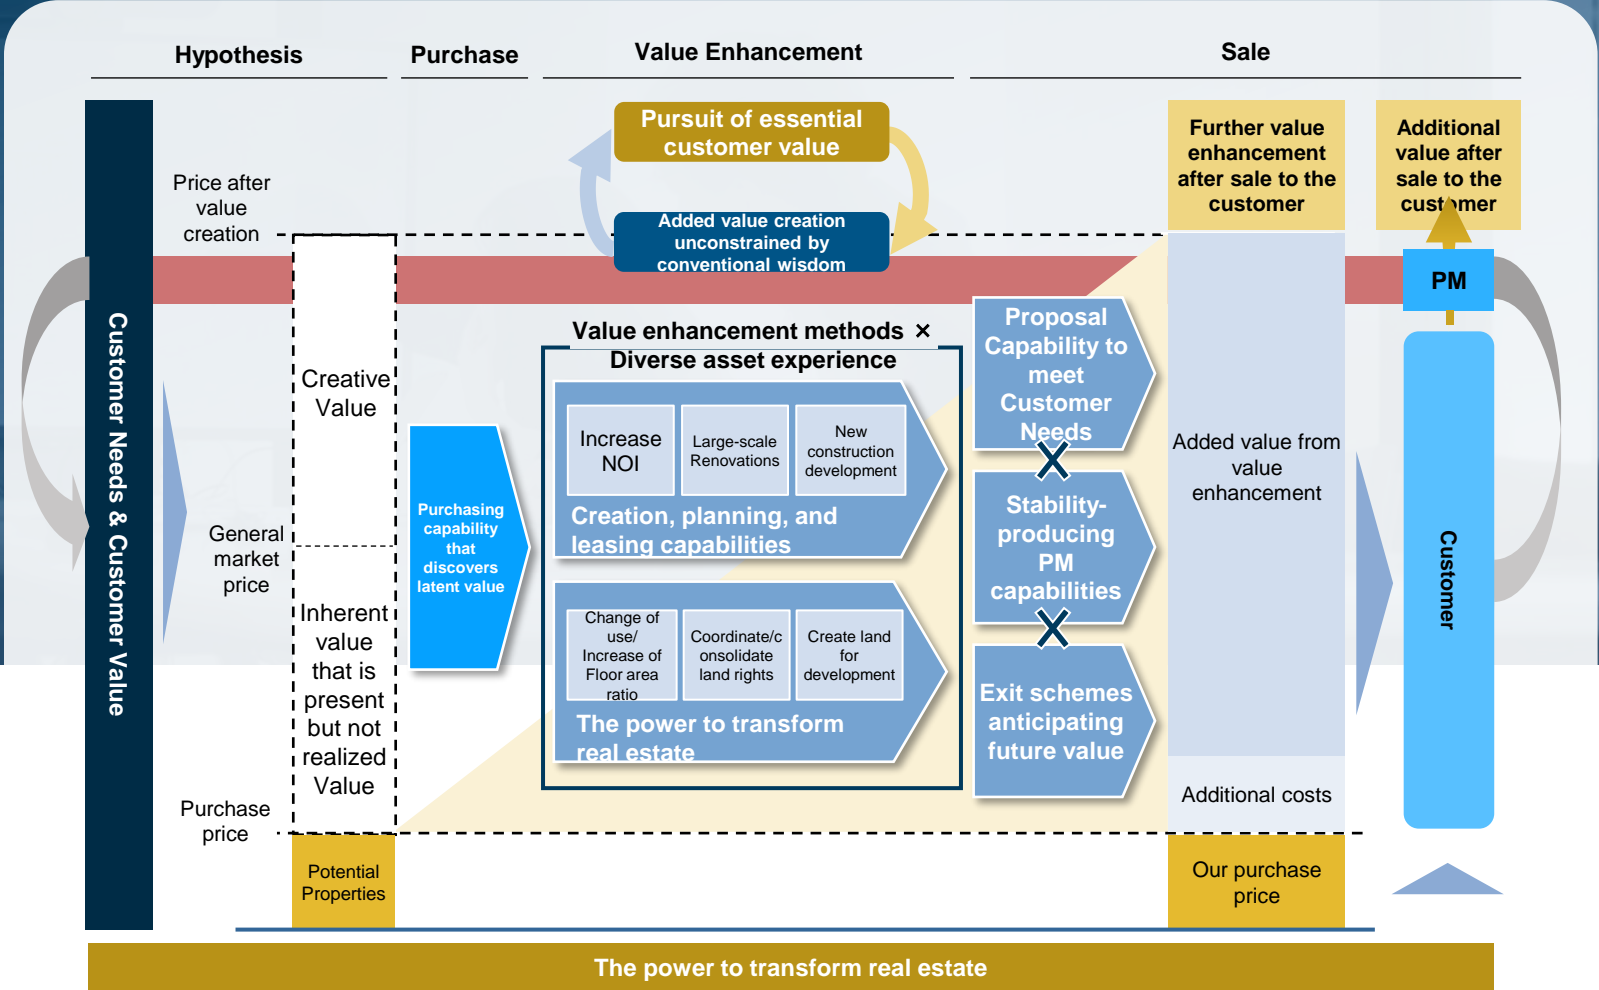 Hypothesis
Purchase
Value Enhancement
Sale
Customer Needs & Customer Value
Price after
value
creation
General
market
price
Purchase
price
Creative
Value
Inherent
value
that is
present
but not
realized
Value
Potential
Properties
Purchasing
capability
that
discovers
latent value
Pursuit of essential
customer value
Added value creation
unconstrained by
conventional wisdom
Value enhancement methods ×
Diverse asset experience
Increase
NOI
Large-scale
Renovations
New
construction
development
Creation, planning, and
leasing capabilities
Change of
use/
Increase of
Floor area
ratio
Coordinate/c
onsolidate
land rights
Create land
for
development
The power to transform
real estate
Proposal
Capability to
meet
Customer
Needs
X
Stability-
producing
PM
capabilities
X
Exit schemes
anticipating
future value
Further value
enhancement
after sale to the
customer
Added value from
value
enhancement
Additional costs
Our purchase
price
Additional
value after
sale to the
customer
PM
Customer
The power to transform real estate